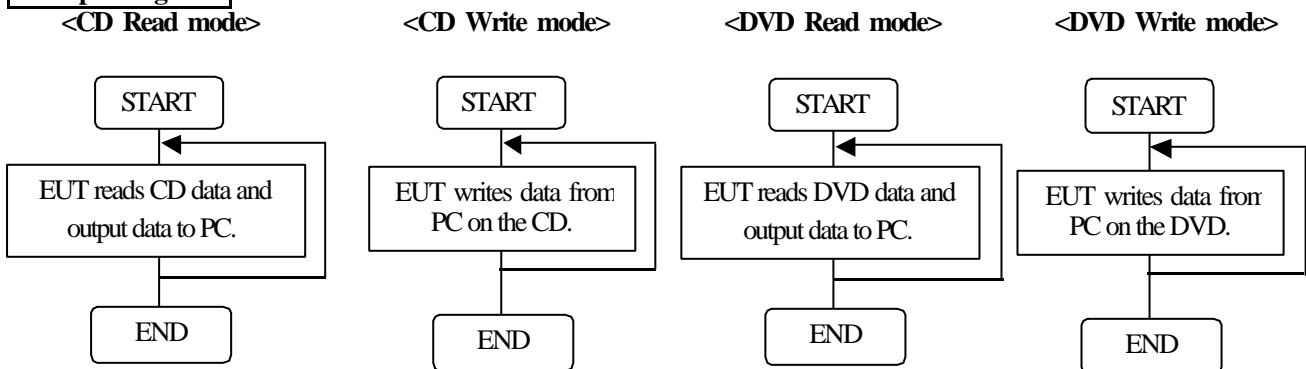 <CD Read mode>
<CD Write mode>
<DVD Read mode>
<DVD Write mode>
START
EUT reads CD data and
output data to PC.
END
START
EUT writes data from
PC on the CD.
END
START
EUT reads DVD data and
output data to PC.
END
START
EUT writes data from
PC on the DVD.
END